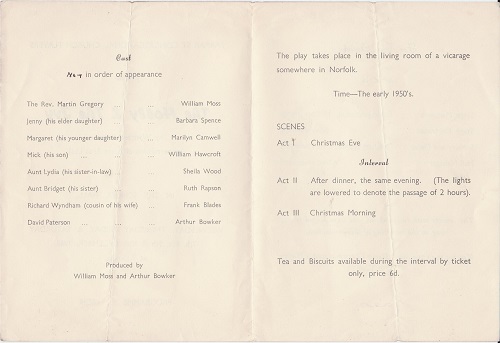 Cast
Not in order of appearance
The Rev. Martin Gregory ... ... William Moss
Jenny (his elder daughter) ... Barbara Spence
Margaret (his younger daughter) ... Marilyn Camwell
Mick (his son) ... ... William Hawcroft
Aunt Lydia (his sister-in-law) ... Sheila Wood
Aunt Bridget (his sister) ... Ruth Rapson
Richard Wyndham (cousin of his wife) ... Frank Blades
David Paterson ... ... Arthur Bowker
Produced by
William Moss and Arthur Bowker
The play takes place in the living room of a vicarage
somewhere in Norfolk.
Time—The early 1950's.
SCENES
Act I Christmas Eve
Interval
Act II After dinner, the same evening. (The lights
are lowered to denote the passage of 2 hours).
Act III Christmas Morning
Tea and Biscuits available during the interval by ticket
only, price 6d.